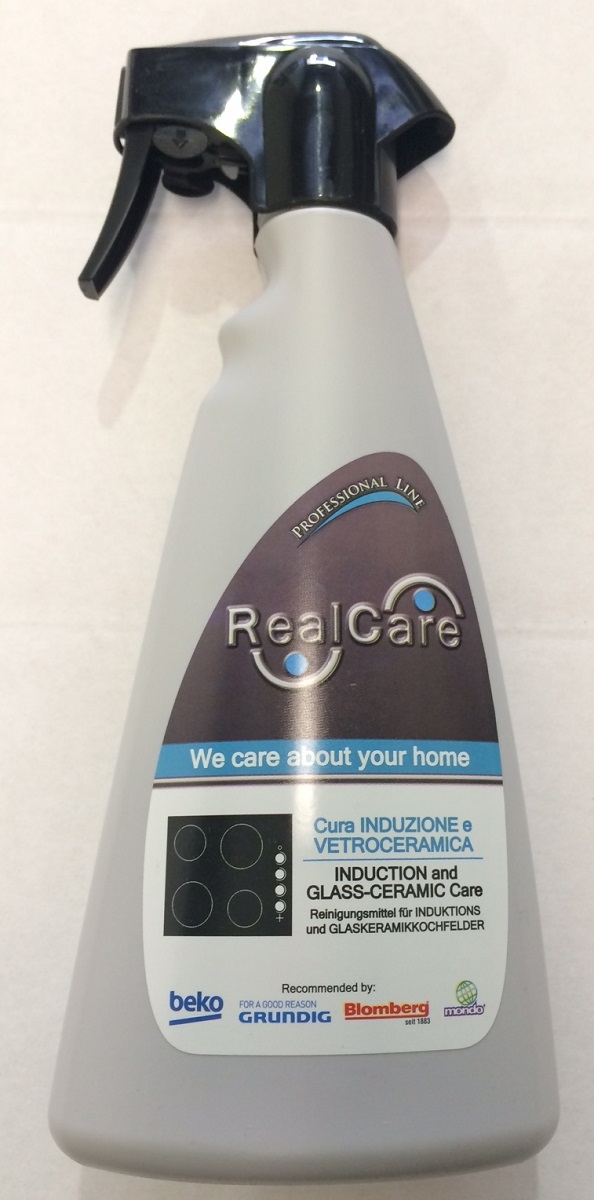 PROFESSIONAL LINE
RealCare
We care about your home
Cura INDUZIONE e
VETROCERAMICA
INDUCTION and
GLASS-CERAMIC Care
Reinigungsmittel für INDUKTIONS
und GLASKERAMIKKOCHFELDER
Recommended by:
beko
FOR A GOOD REASON
GRUNDIG
Blomberg
seit 1883
mondo